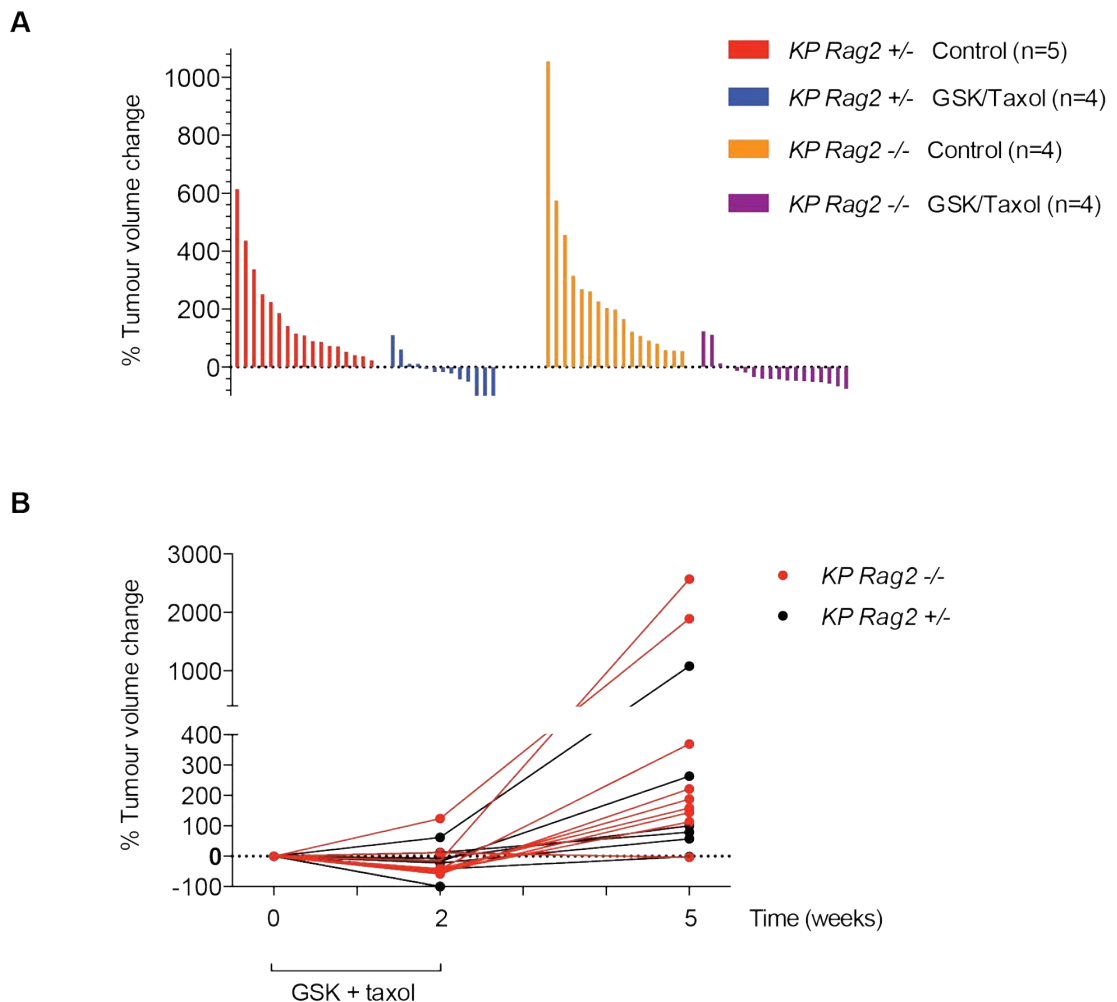 A
% Tumour volume change
1000
800
600
400
200
0
KP Rag2 +/- Control (n=5)
KP Rag2 +/- GSK/Taxol (n=4)
KP Rag2 -/- Control (n=4)
KP Rag2 -/- GSK/Taxol (n=4)
B
% Tumour volume change
3000
2000
1000
400
300
200
100
0
-100
KP Rag2 -/-
KP Rag2 +/-
0 2 5 Time (weeks)
GSK + taxol